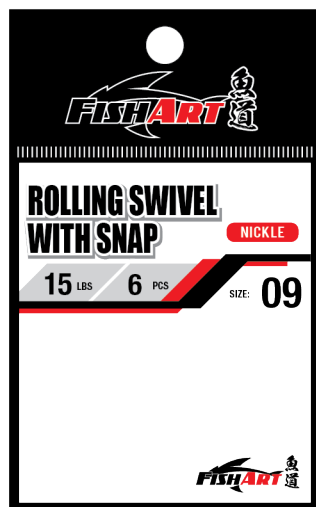 FISHART 魚道
ROLLING SWIVEL
WITH SNAP
NICKLE
15 LBS 6 PCS SIZE: 09
FISHART 魚道